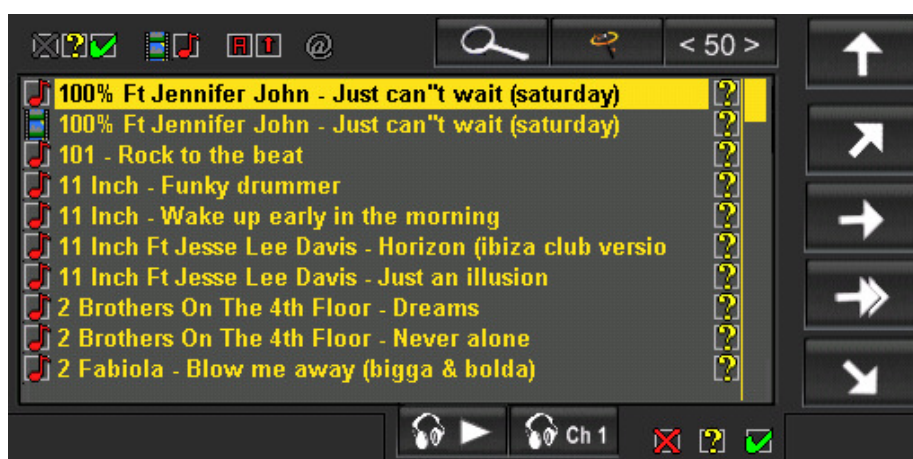 @
< 50 >
100% Ft Jennifer John - Just can"t wait (saturday)
100% Ft Jennifer John - Just can"t wait (saturday)
101 - Rock to the beat
11 Inch - Funky drummer
11 Inch - Wake up early in the morning
11 Inch Ft Jesse Lee Davis - Horizon (ibiza club versio
11 Inch Ft Jesse Lee Davis - Just an illusion
2 Brothers On The 4th Floor - Dreams
2 Brothers On The 4th Floor - Never alone
2 Fabiola - Blow me away (bigga & bolda)
Ch 1